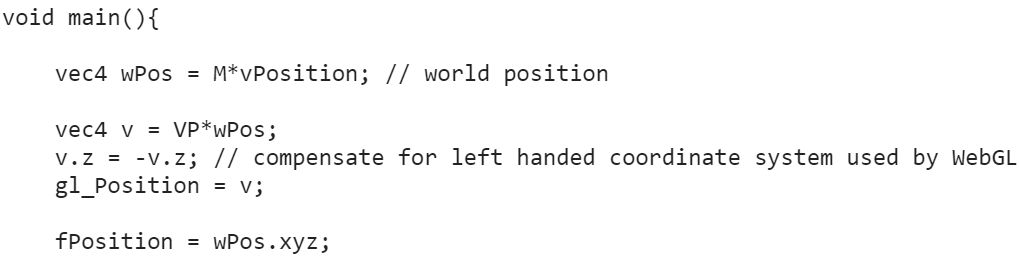 void main(){
vec4 wPos = M*vPosition; // world position
vec4 v = VP*wPos;
v.z = -v.z; // compensate for left handed coordinate system used by WebGL
gl_Position = v;
fPosition = wPos.xyz;